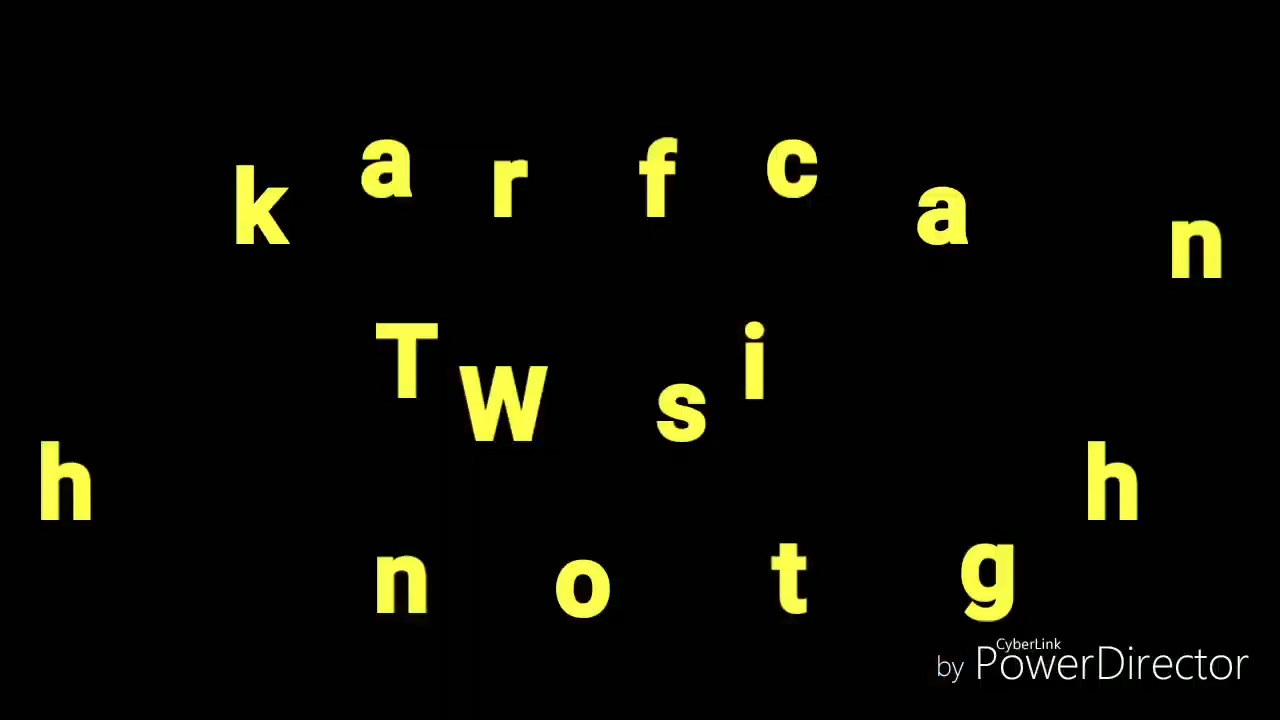 k a r f c a n
T W s i
h h
n o t g
CyberLink
by PowerDirector